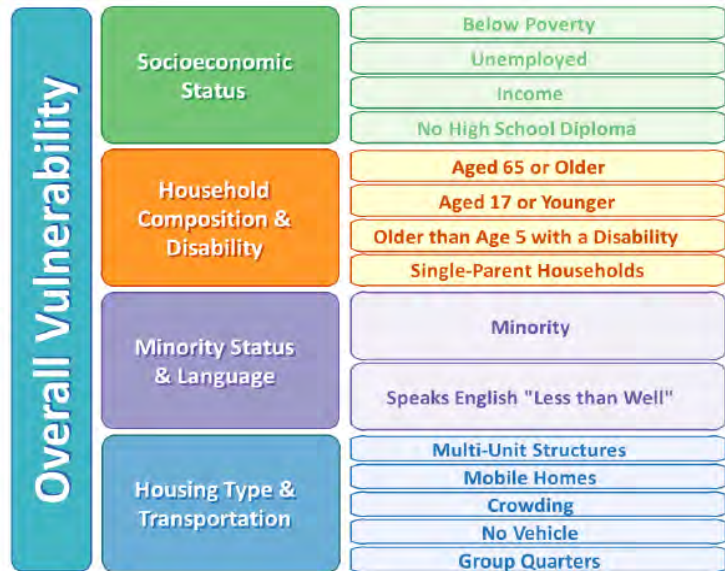 Overall Vulnerability
Socioeconomic
Status
Below Poverty
Unemployed
Income
No High School Diploma
Household
Composition &
Disability
Aged 65 or Older
Aged 17 or Younger
Older than Age 5 with a Disability
Single-Parent Households
Minority Status
& Language
Minority
Speaks English "Less than Well"
Housing Type &
Transportation
Multi-Unit Structures
Mobile Homes
Crowding
No Vehicle
Group Quarters